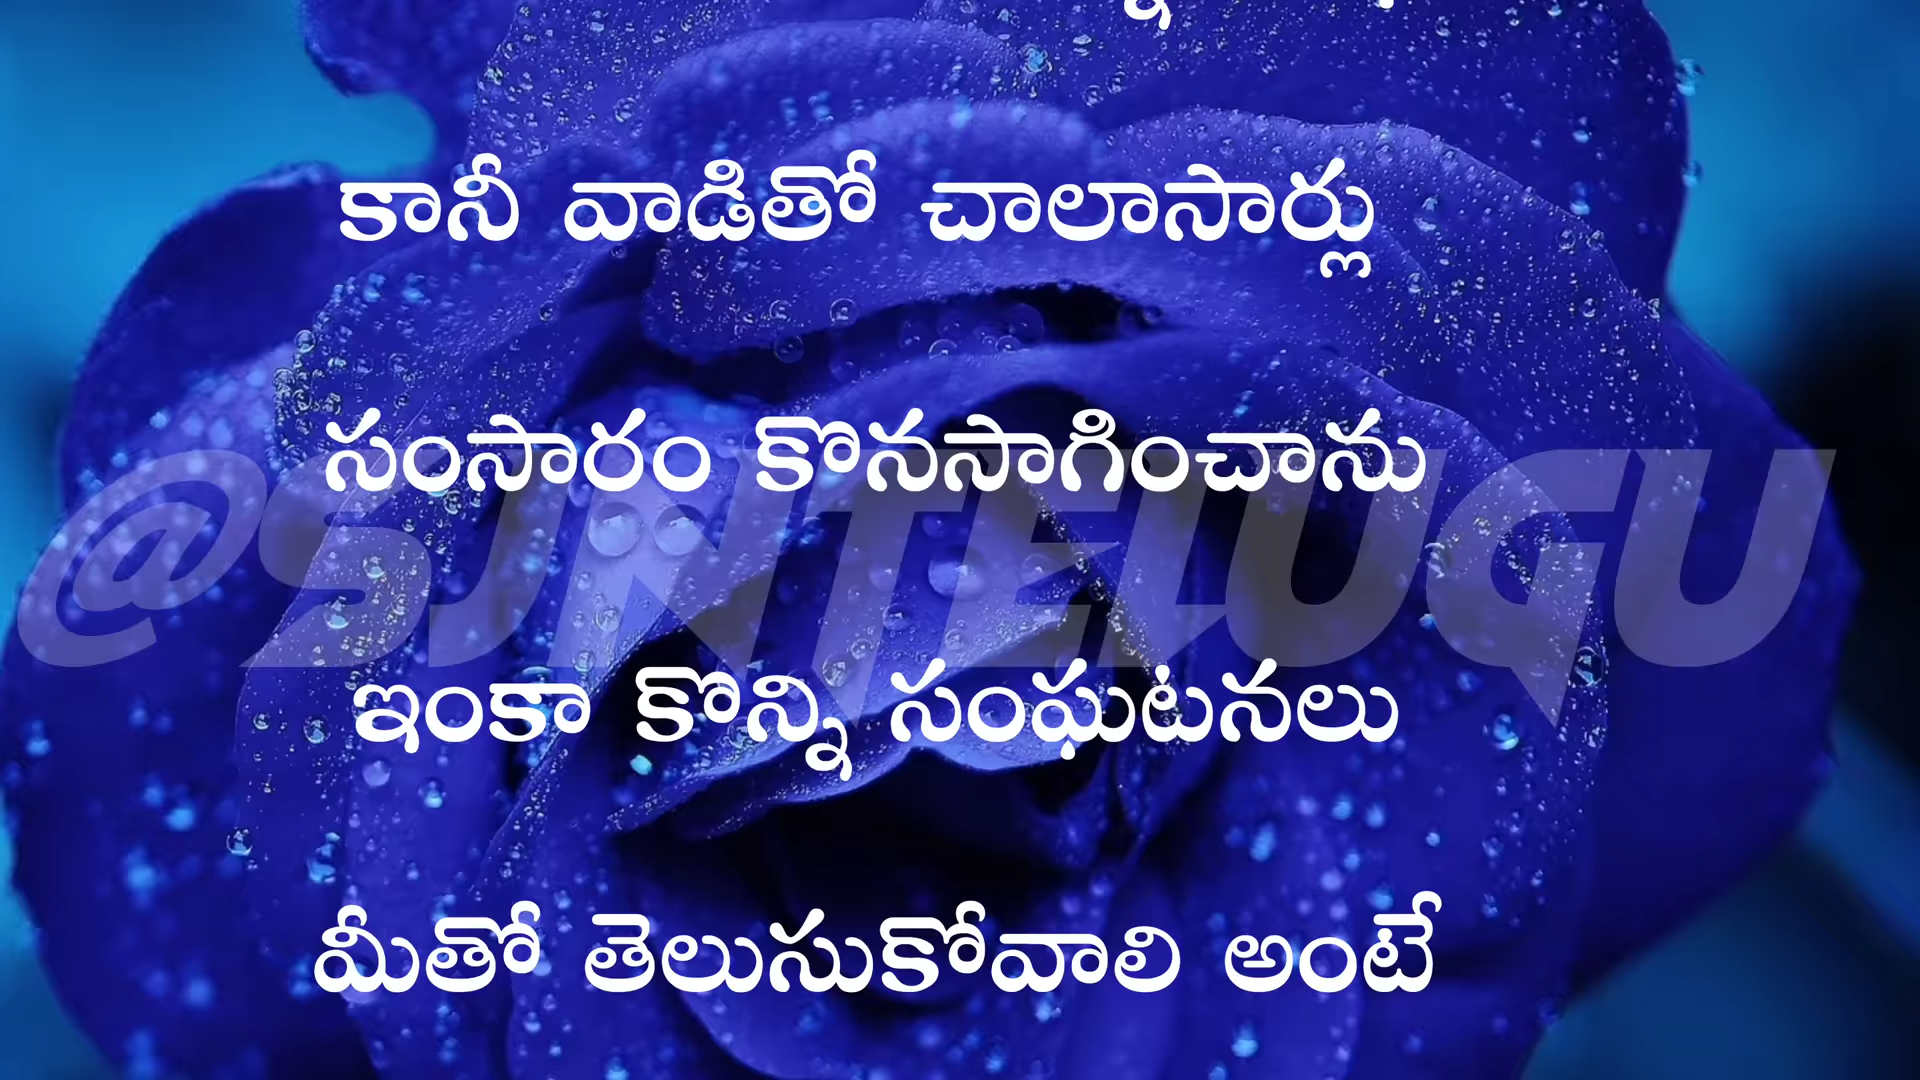 కానీ వాడితో చాలాసార్లు
సంసారం కొనసాగించాను
@SJNTELUGU
ఇంకా కొన్ని సంఘటనలు
మీతో తెలుసుకోవాలి అంటే